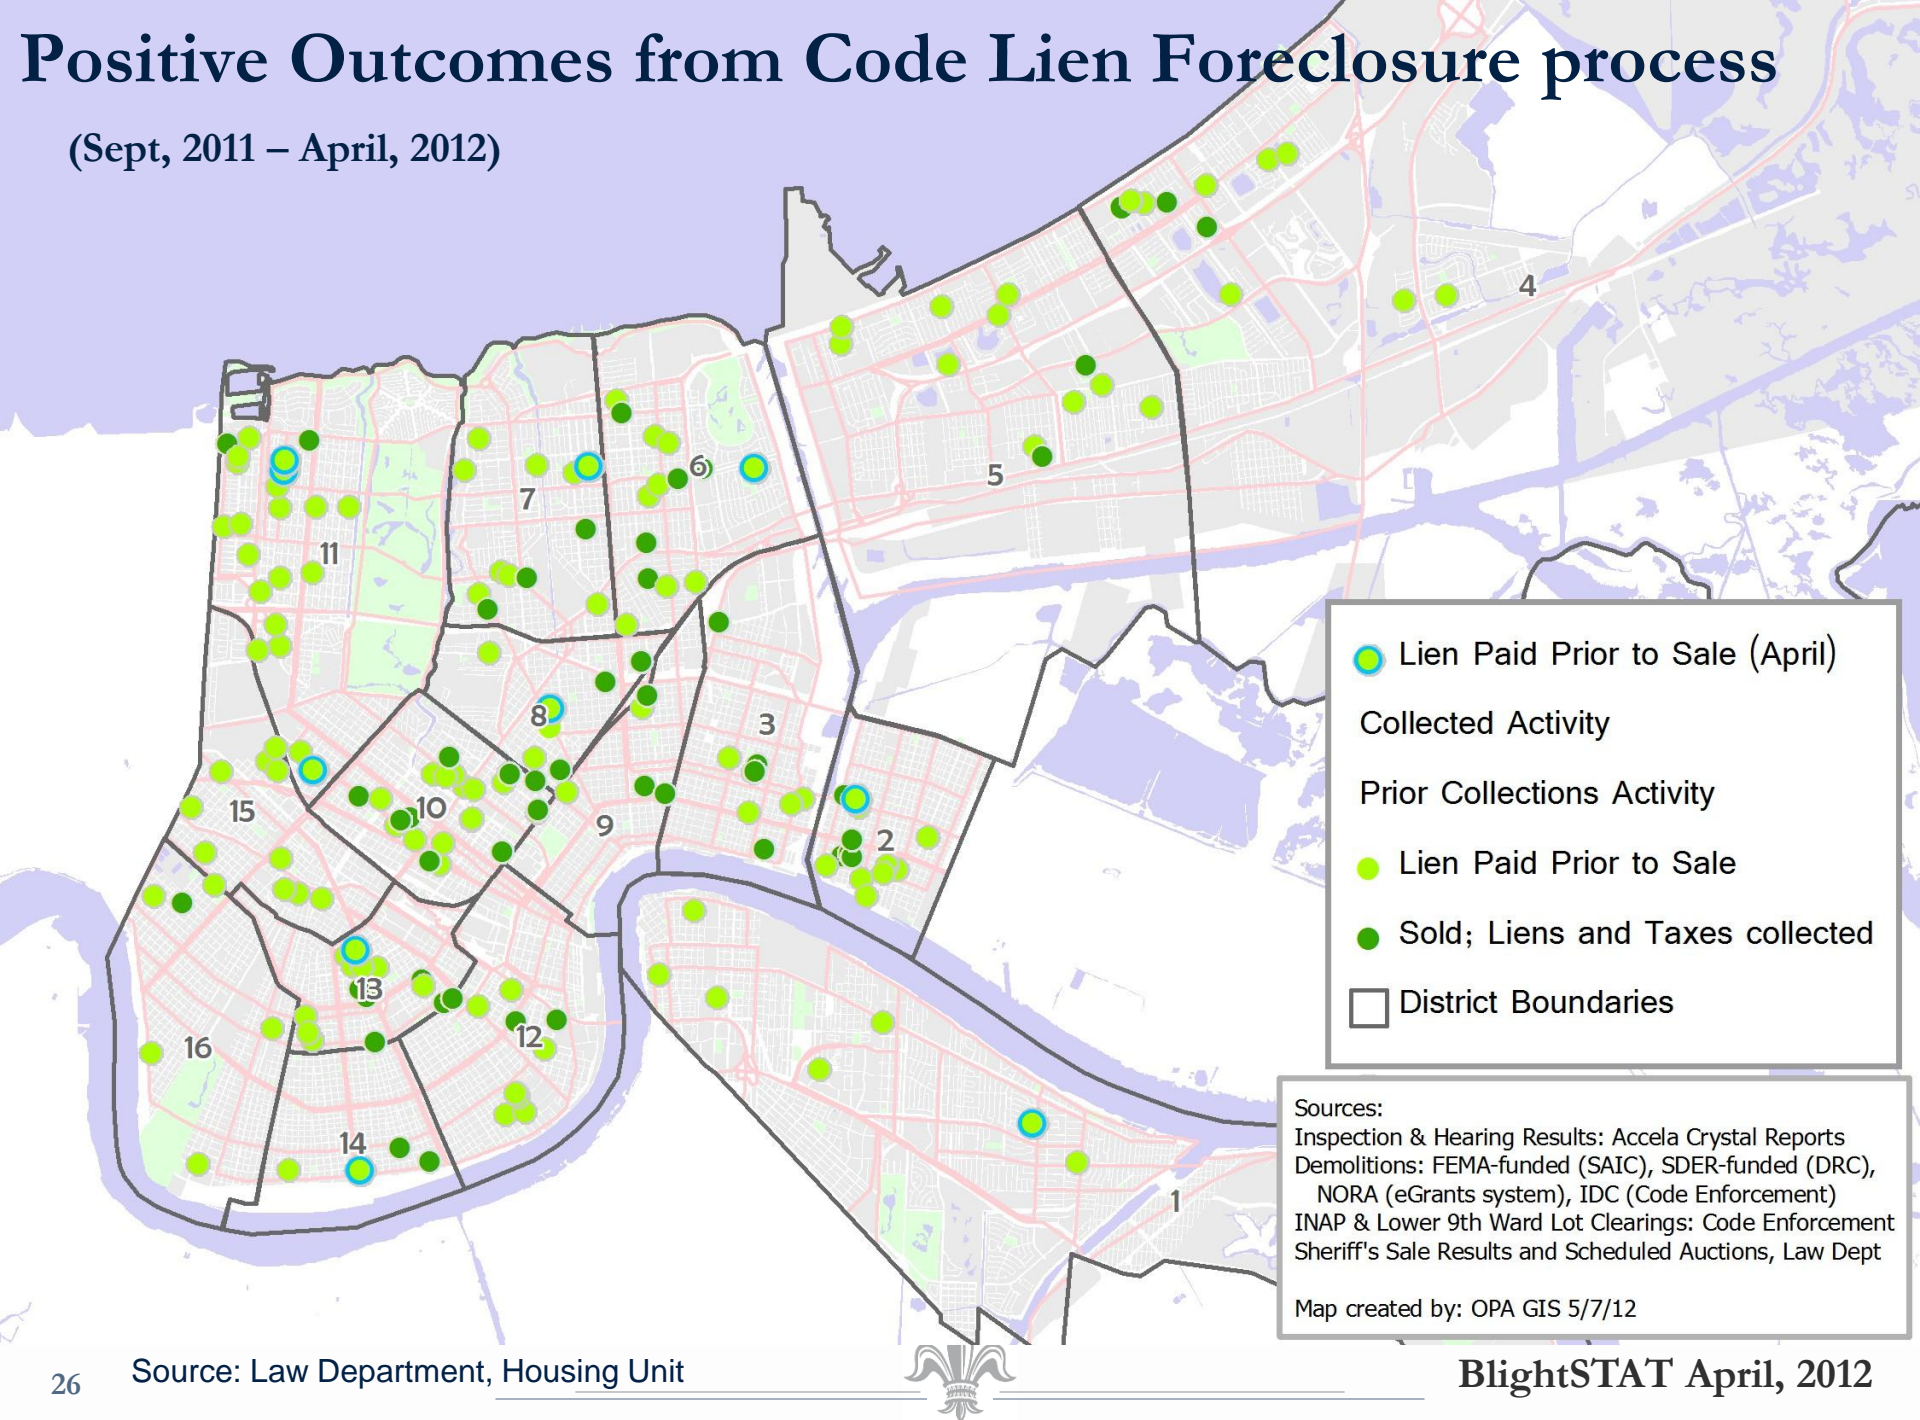 Positive Outcomes from Code Lien Foreclosure process
(Sept, 2011 – April, 2012)
4
6
5
7
11
3
8
2
10
15
9
13
12
16
14
1
Lien Paid Prior to Sale (April)
Collected Activity
Prior Collections Activity
Lien Paid Prior to Sale
Sold; Liens and Taxes collected
District Boundaries
Sources:
Inspection & Hearing Results: Accela Crystal Reports
Demolitions: FEMA-funded (SAIC), SDER-funded (DRC),
NORA (eGrants system), IDC (Code Enforcement)
INAP & Lower 9th Ward Lot Clearings: Code Enforcement
Sheriff's Sale Results and Scheduled Auctions, Law Dept
Map created by: OPA GIS 5/7/12
26
Source: Law Department, Housing Unit
BlightSTAT April, 2012